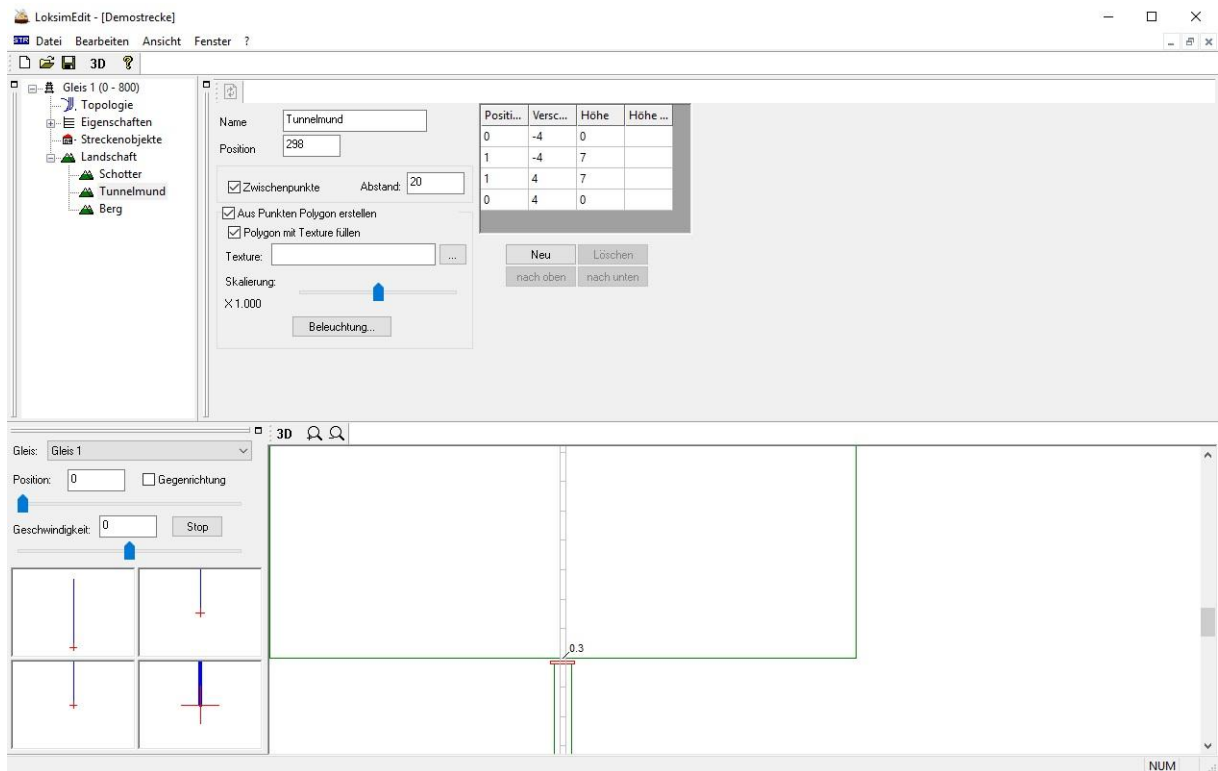 LoksimEdit - [Demostrecke]
STR Datei Bearbeiten Ansicht Fenster ?
3D ?
Gleis 1 (0 - 800)
Topologie
Eigenschaften
Streckenobjekte
Landschaft
Schotter
Tunnelmund
Berg
Name Tunnelmund
Position 298
Zwischenpunkte Abstand: 20
Aus Punkten Polygon erstellen
Polygon mit Texture füllen
Texture: ...
Skalierung:
X 1.000
Beleuchtung...
Positi... Versc... Höhe Höhe ...
0 -4 0
1 -4 7
1 4 7
0 4 0
Neu Löschen
nach oben nach unten
3D
Gleis: Gleis 1
Position: 0 Gegenrichtung
Geschwindigkeit: 0 Stop
0.3
NUM